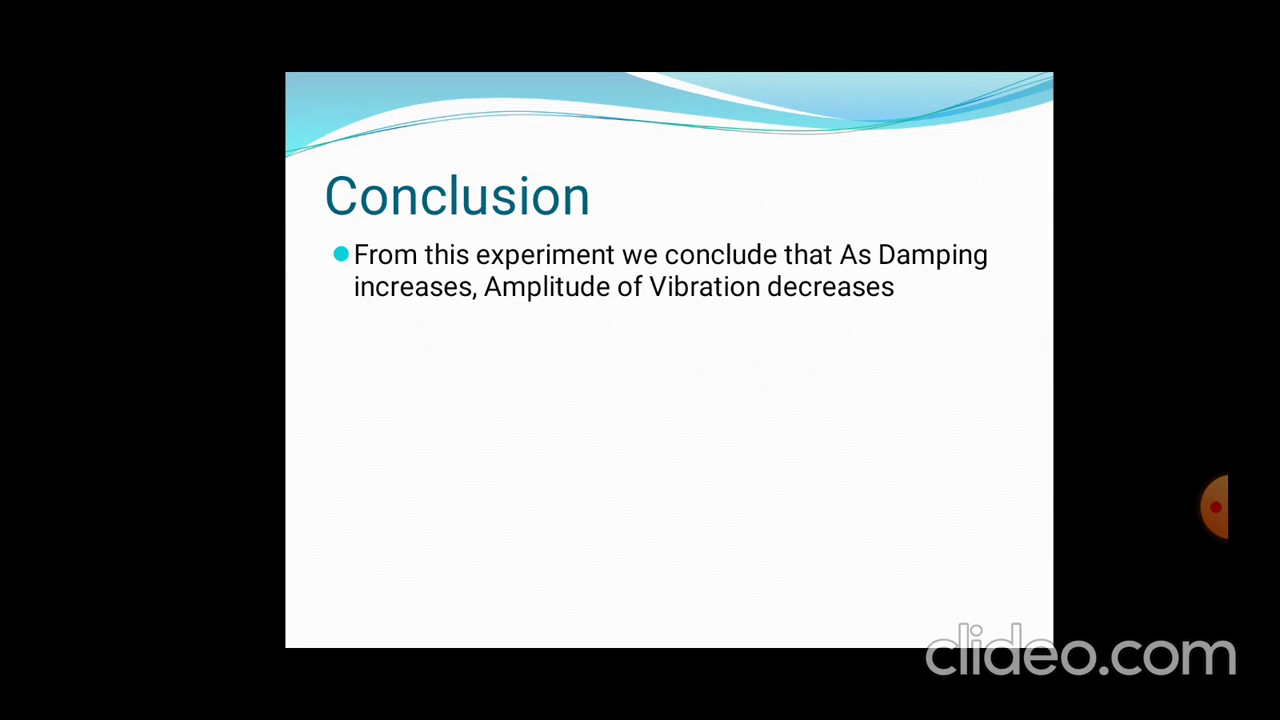 Conclusion
From this experiment we conclude that As Damping
increases, Amplitude of Vibration decreases
clideo.com